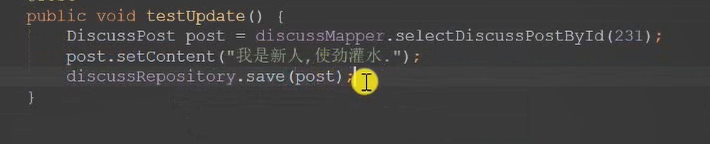 public void testUpdate() {
DiscussPost post = discussMapper.selectDiscussPostById(231);
post.setContent("我是新人,使劲灌水.");
discussRepository.save(post);
}